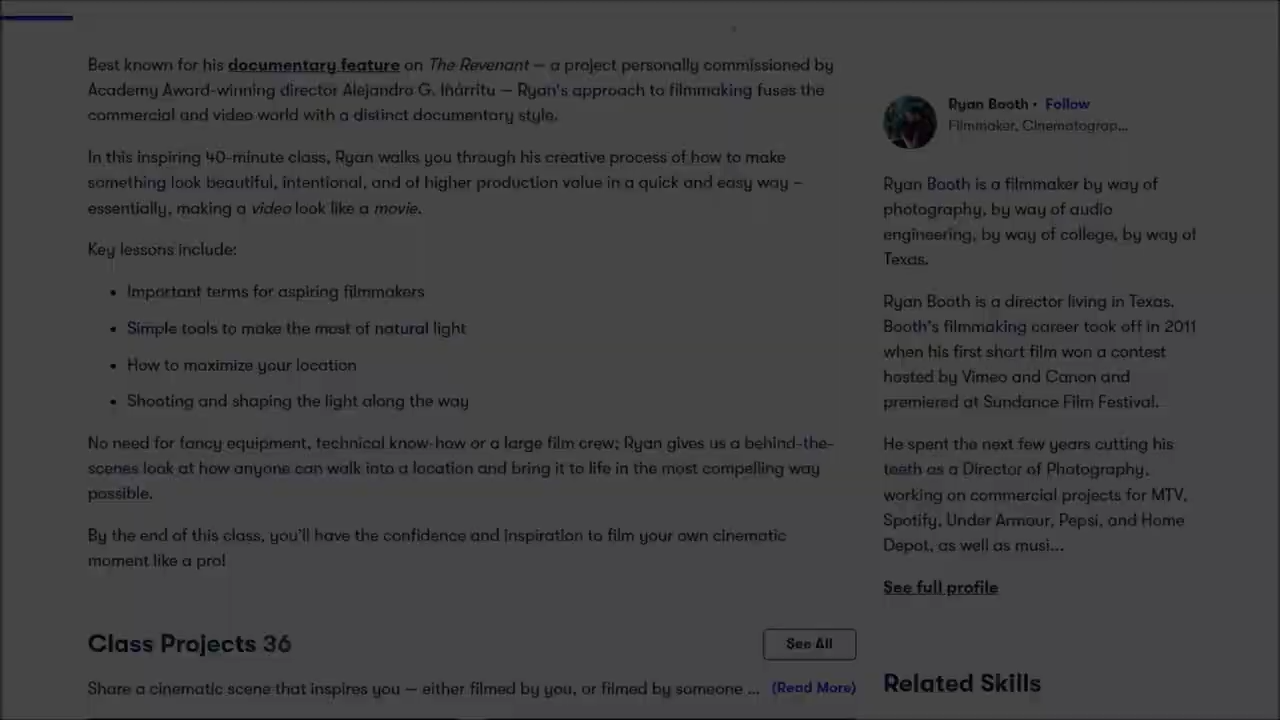 Best known for his documentary feature on The Revenant — a project personally commissioned by
Academy Award-winning director Alejandro G. Iñárritu — Ryan's approach to filmmaking fuses the
commercial and video world with a distinct documentary style.
In this inspiring 40-minute class, Ryan walks you through his creative process of how to make
something look beautiful, intentional, and of higher production value in a quick and easy way –
essentially, making a video look like a movie.
Key lessons include:
• Important terms for aspiring filmmakers
• Simple tools to make the most of natural light
• How to maximize your location
• Shooting and shaping the light along the way
No need for fancy equipment, technical know-how or a large film crew; Ryan gives us a behind-the-
scenes look at how anyone can walk into a location and bring it to life in the most compelling way
possible.
By the end of this class, you'll have the confidence and inspiration to film your own cinematic
moment like a pro!
Class Projects 36
See All
Share a cinematic scene that inspires you — either filmed by you, or filmed by someone ... (Read More)
Ryan Booth • Follow
Filmmaker, Cinematograp...
Ryan Booth is a filmmaker by way of
photography, by way of audio
engineering, by way of college, by way of
Texas.
Ryan Booth is a director living in Texas.
Booth's filmmaking career took off in 2011
when his first short film won a contest
hosted by Vimeo and Canon and
premiered at Sundance Film Festival.
He spent the next few years cutting his
teeth as a Director of Photography,
working on commercial projects for MTV,
Spotify, Under Armour, Pepsi, and Home
Depot, as well as musi...
See full profile
Related Skills